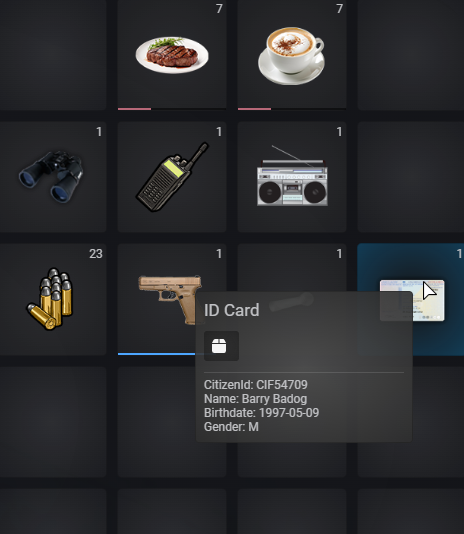 7
7
1
1
1
23
1
1
1
ID Card
CitizenId: CIF54709
Name: Barry Badog
Birthdate: 1997-05-09
Gender: M